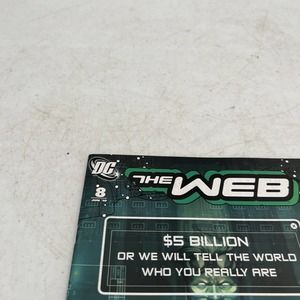 DC
THE WEB
8
$5 BILLION
OR WE WILL TELL THE WORLD
WHO YOU REALLY ARE